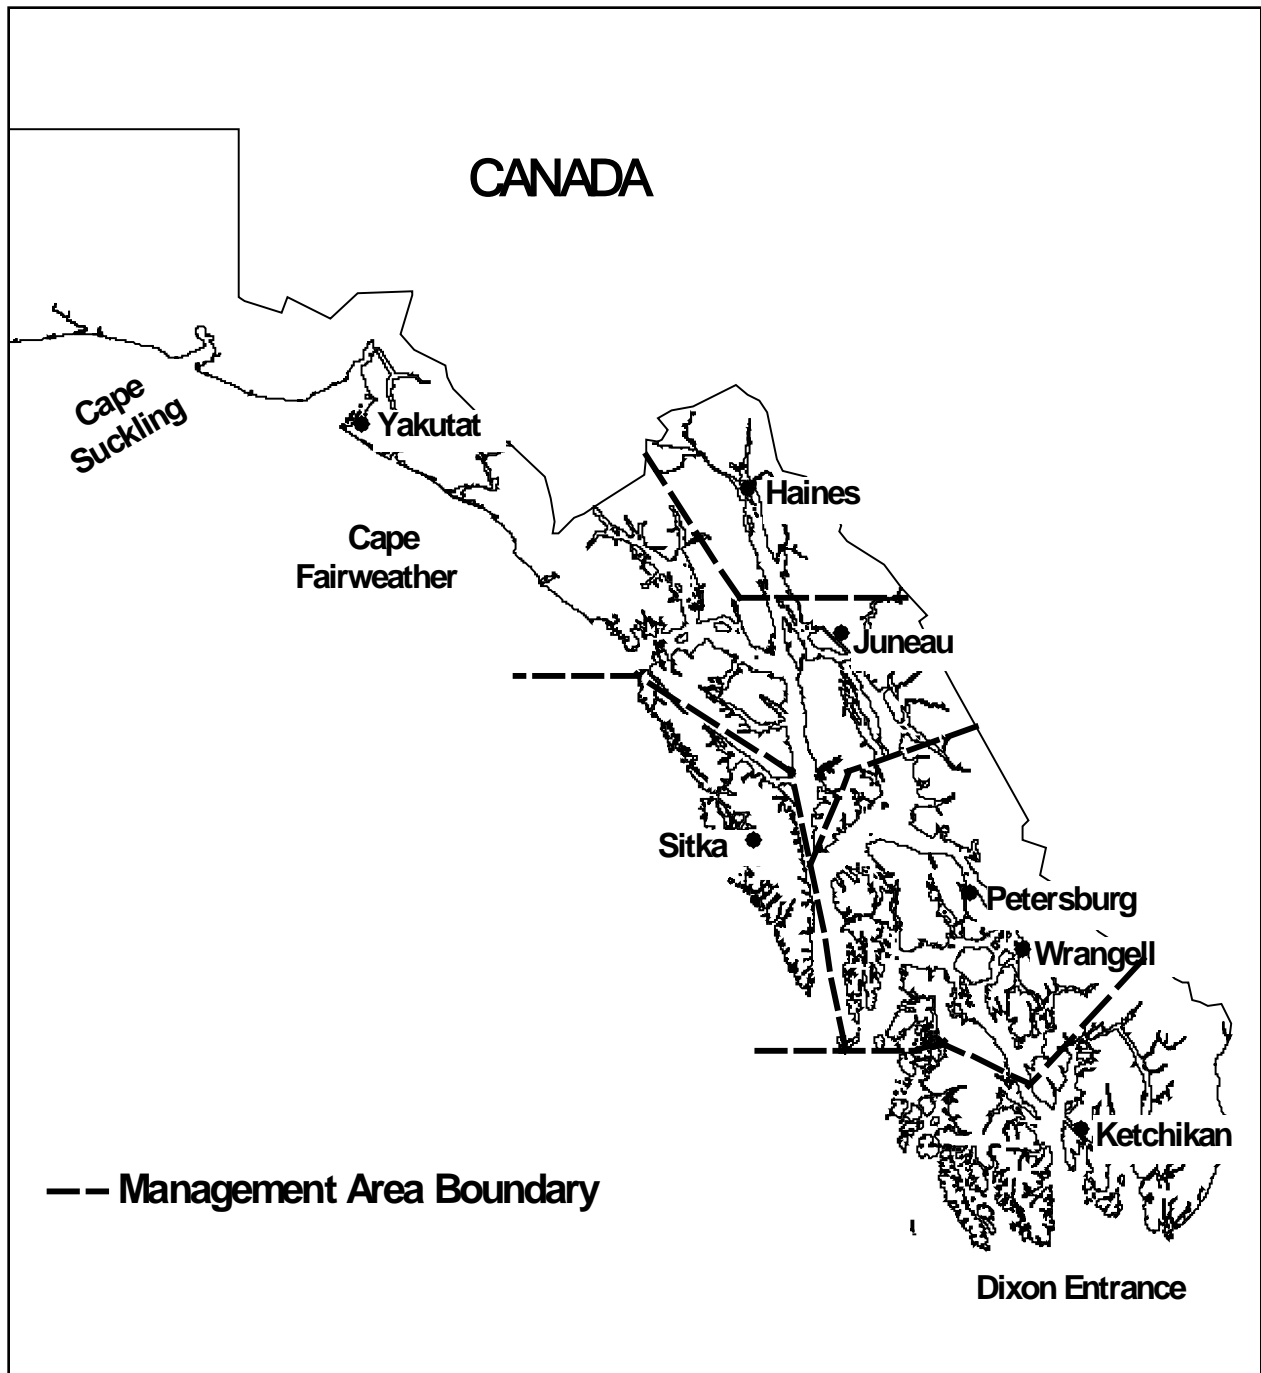 CANADA
Cape
Suckling
Yakutat
Haines
Cape
Fairweather
Juneau
Sitka
Petersburg
Wrangell
Ketchikan
Management Area Boundary
Dixon Entrance